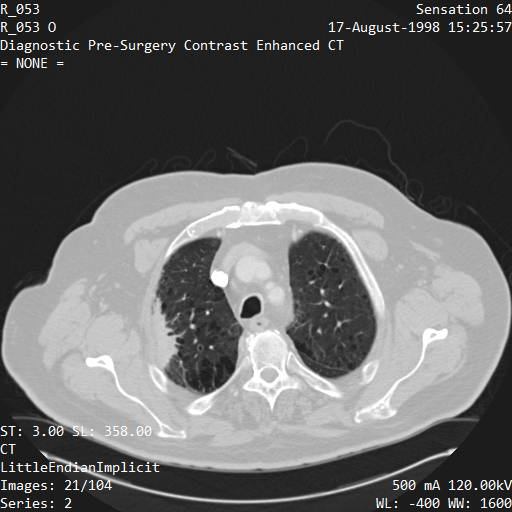 R_053
Sensation 64
R_053 O
17-August-1998 15:25:57
Diagnostic Pre-Surgery Contrast Enhanced CT
= NONE =
ST: 3.00 SL: 358.00
CT
LittleEndianImplicit
Images: 21/104
500 mA 120.00kV
Series: 2
WL: -400 WW: 1600